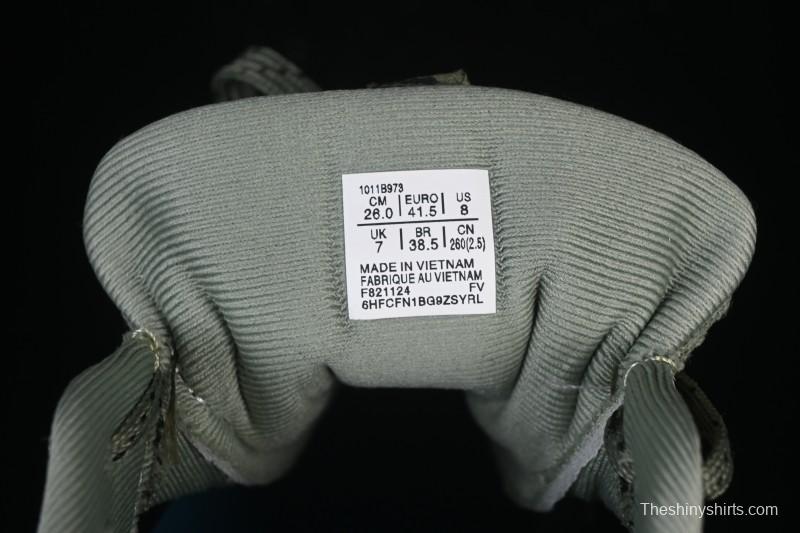 1011B973
CM EURO US
26.0 41.5 8
UK BR CN
7 38.5 260(2.5)
MADE IN VIETNAM
FABRIQUE AU VIETNAM
F821124 FV
6HFCFN1BG9ZSYRL
Theshinyshirts.com